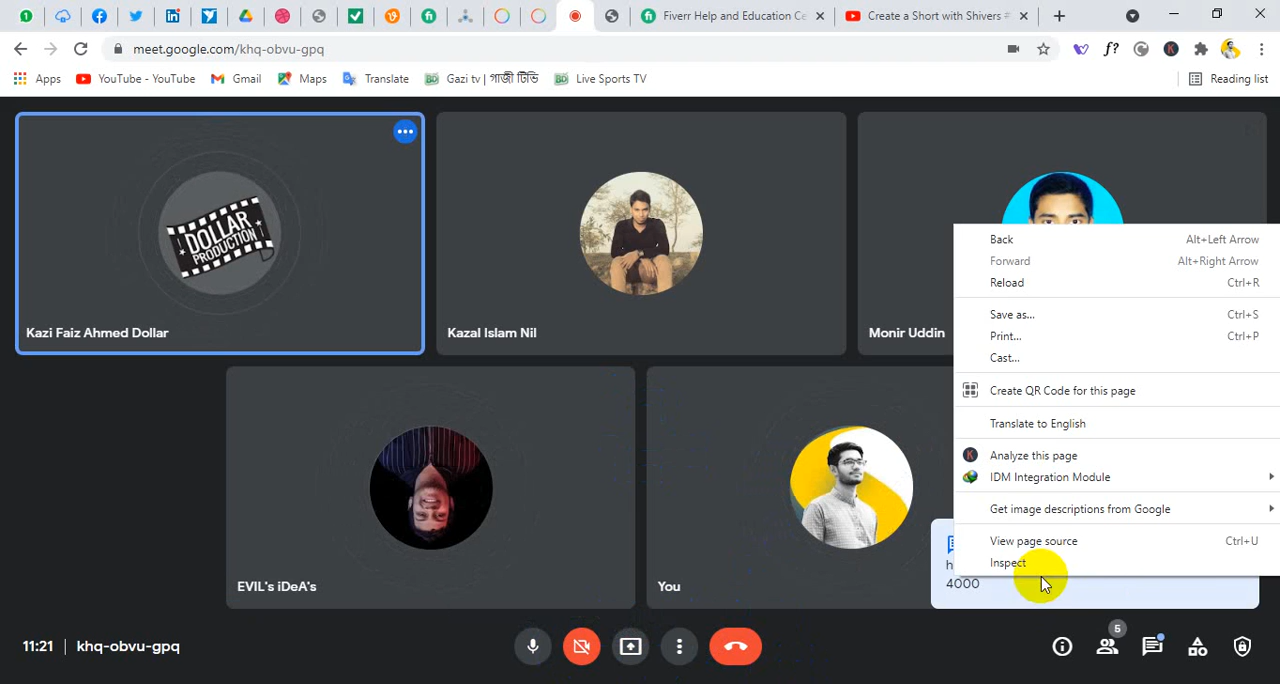 Fiverr Help and Education Ce
Create a Short with Shivers #
meet.google.com/khq-obvu-gpq
Apps
YouTube - YouTube
Gmail
Maps
Translate
Gazi tv | গাজী টিভি
Live Sports TV
Reading list
DOLLAR
PRODUCTION
Kazi Faiz Ahmed Dollar
Kazal Islam Nil
Monir Uddin
Back Alt+Left Arrow
Forward Alt+Right Arrow
Reload Ctrl+R
Save as... Ctrl+S
Print... Ctrl+P
Cast...
Create QR Code for this page
Translate to English
Analyze this page
IDM Integration Module
Get image descriptions from Google
View page source Ctrl+U
Inspect
4000
EVIL's iDeA's
You
11:21 | khq-obvu-gpq
5